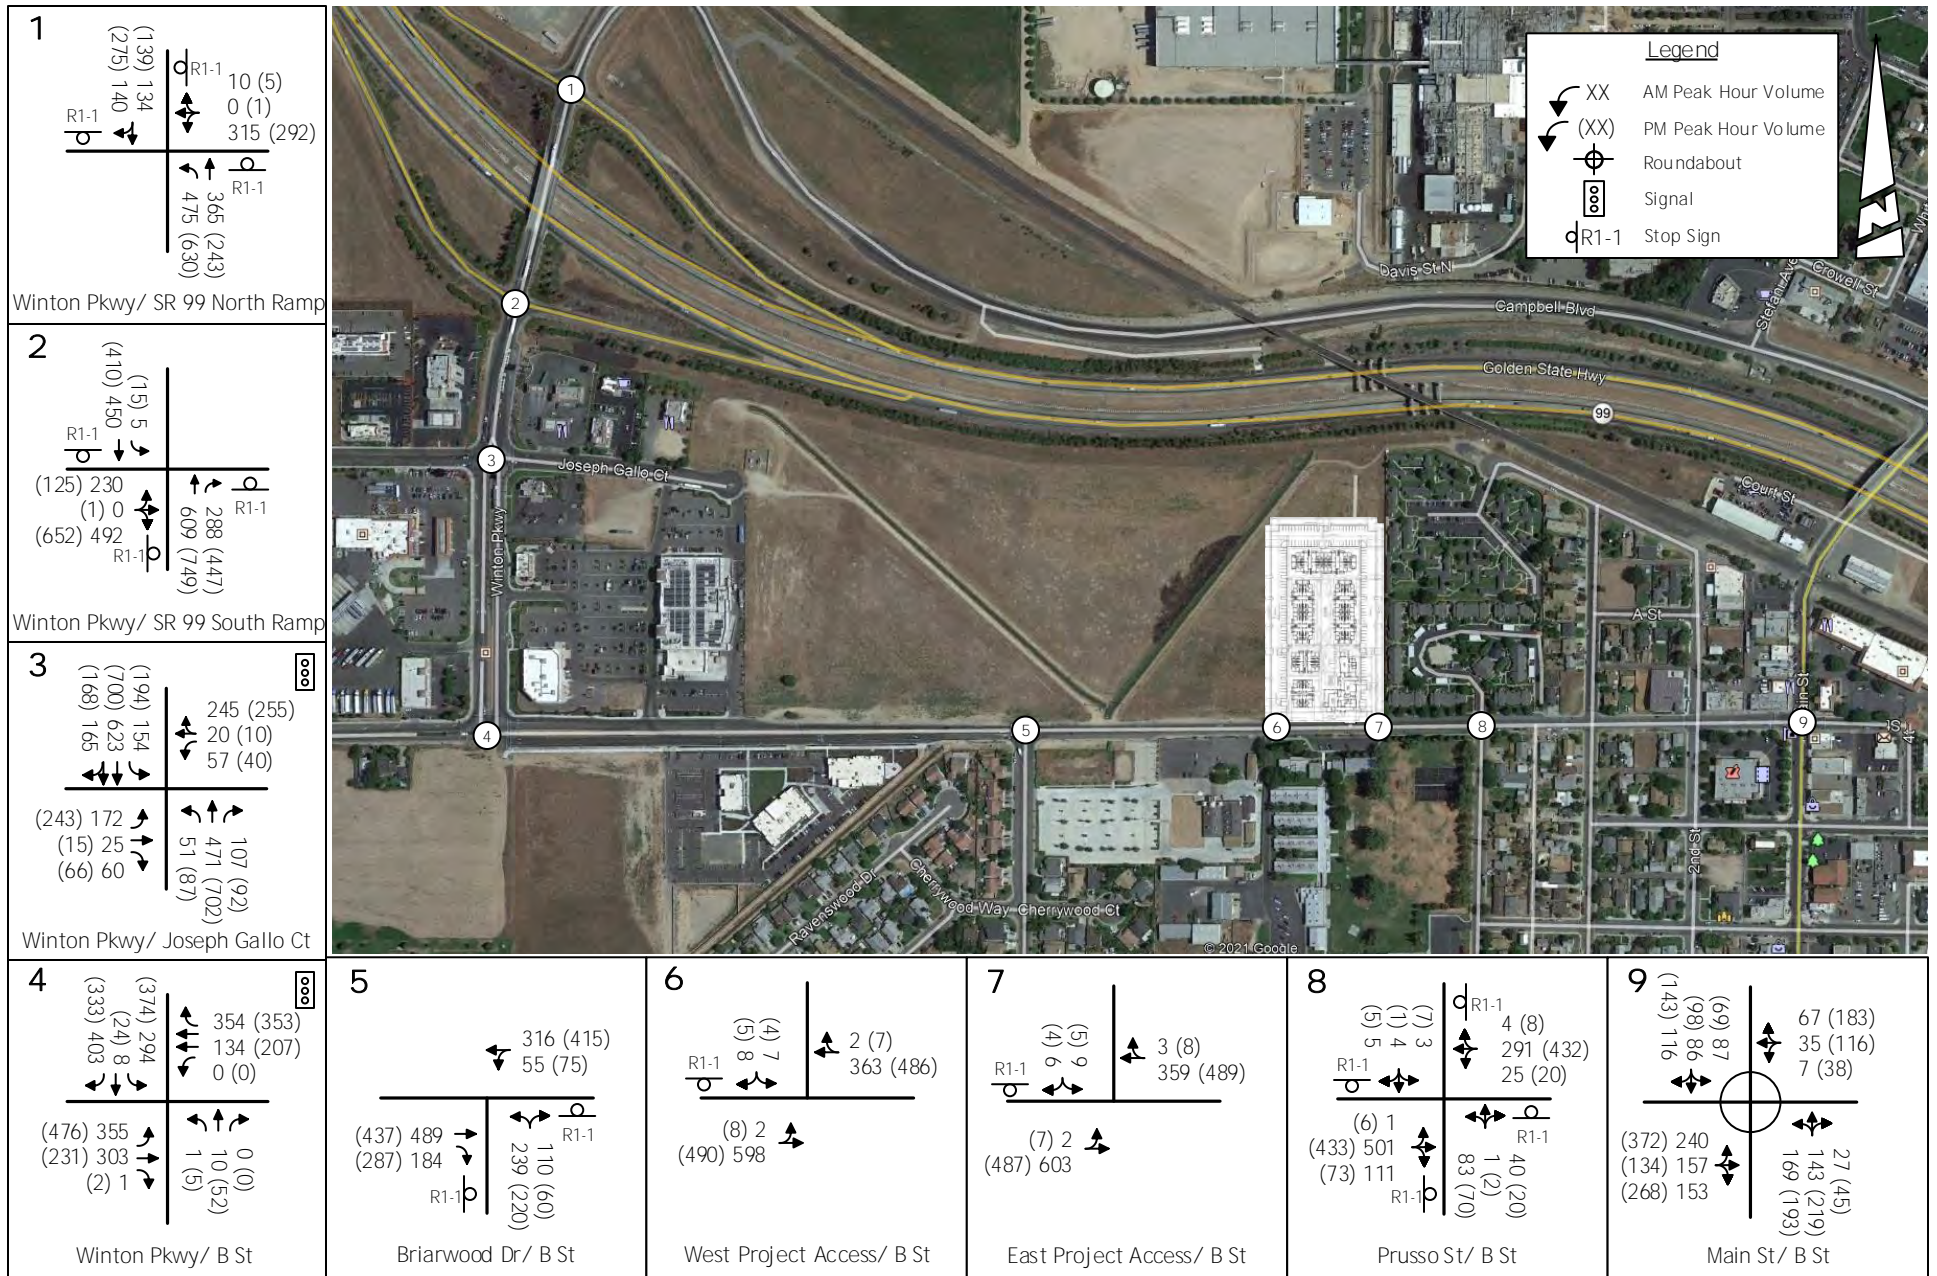 1
(139) 134
(275) 140
R1-1
R1-1
10 (5)
0 (1)
315 (292)
R1-1
475 (630)
365 (243)
Winton Pkwy/ SR 99 North Ramp
2
(410) 450
(15) 5
R1-1
(125) 230
(1) 0
(652) 492
R1-1
R1-1
609 (749)
288 (447)
Winton Pkwy/ SR 99 South Ramp
3
(168) 165
(700) 623
(194) 154
245 (255)
20 (10)
57 (40)
(243) 172
(15) 25
(66) 60
51 (87)
471 (702)
107 (92)
Winton Pkwy/ Joseph Gallo Ct
4
(333) 403
(24) 8
(374) 294
354 (353)
134 (207)
0 (0)
(476) 355
(231) 303
(2) 1
1 (5)
10 (52)
0 (0)
Winton Pkwy/ B St
5
316 (415)
55 (75)
(437) 489
(287) 184
R1-1
R1-1
239 (220)
110 (60)
Briarwood Dr/ B St
6
(5) 8
(4) 7
R1-1
2 (7)
363 (486)
(8) 2
(490) 598
West Project Access/ B St
7
(4) 6
(5) 9
R1-1
3 (8)
359 (489)
(7) 2
(487) 603
East Project Access/ B St
8
(5) 5
(1) 4
(7) 3
R1-1
R1-1
4 (8)
291 (432)
25 (20)
(6) 1
(433) 501
(73) 111
R1-1
R1-1
83 (70)
1 (2)
40 (20)
Prusso St/ B St
9
(143) 116
(98) 86
(69) 87
67 (183)
35 (116)
7 (38)
(372) 240
(134) 157
(268) 153
169 (193)
143 (219)
27 (45)
Main St/ B St
Legend
XX AM Peak Hour Volume
(XX) PM Peak Hour Volume
Roundabout
Signal
R1-1 Stop Sign
1
2
3
4
5
6
7
8
9
Davis St N
Campbell Blvd
Stefani Ave
Crowell St
Golden State Hwy
99
Joseph Gallo Ct
Winton Pkwy
Court St
A St
2nd St
Ravenswood Dr
Cherrywood Way
Cherrywood Ct
© 2021 Google